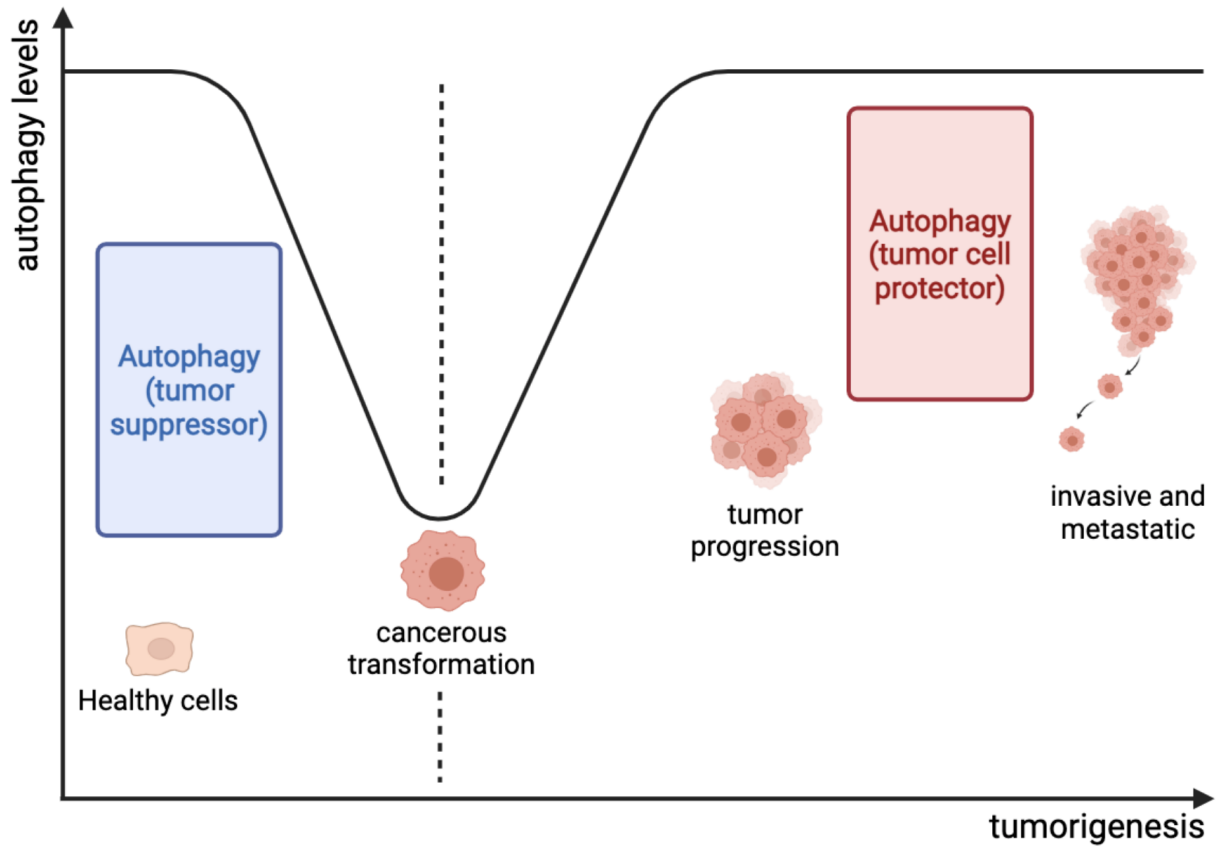 autophagy levels
Autophagy
(tumor
suppressor)
Healthy cells
cancerous
transformation
tumor
progression
Autophagy
(tumor cell
protector)
invasive and
metastatic
tumorigenesis